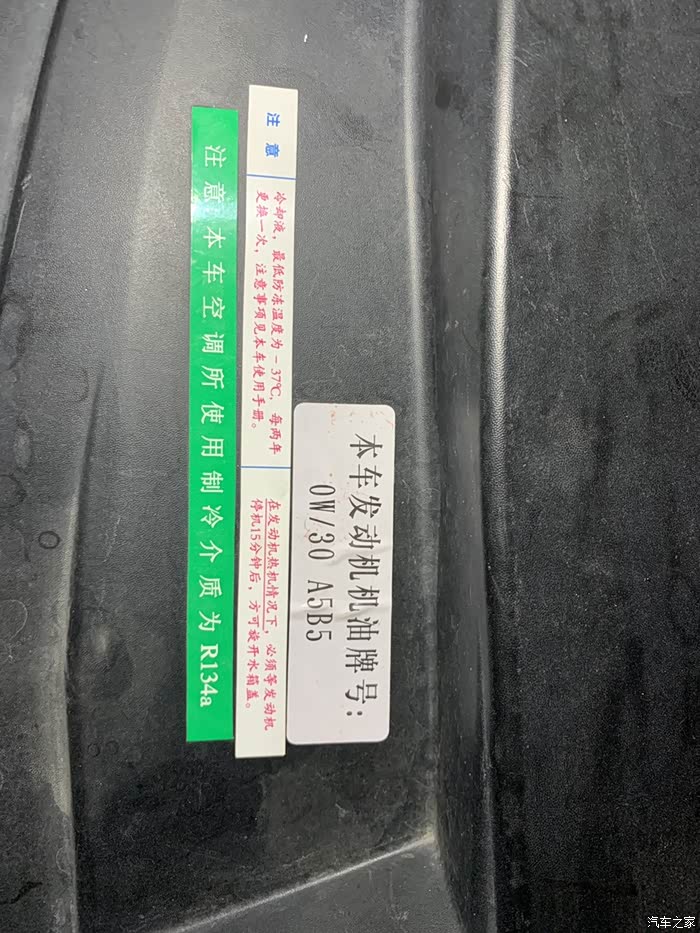 本车发动机机油牌号：
0W/30 A5B5
注意
冷却液，最低防冻温度为－37℃，每两年
更换一次，注意事项见本车使用手册。
在发动机热机情况下，必须等发动机
停机15分钟后，方可旋开水箱盖。
注意本车空调所使用制冷介质为R134a
汽车之家